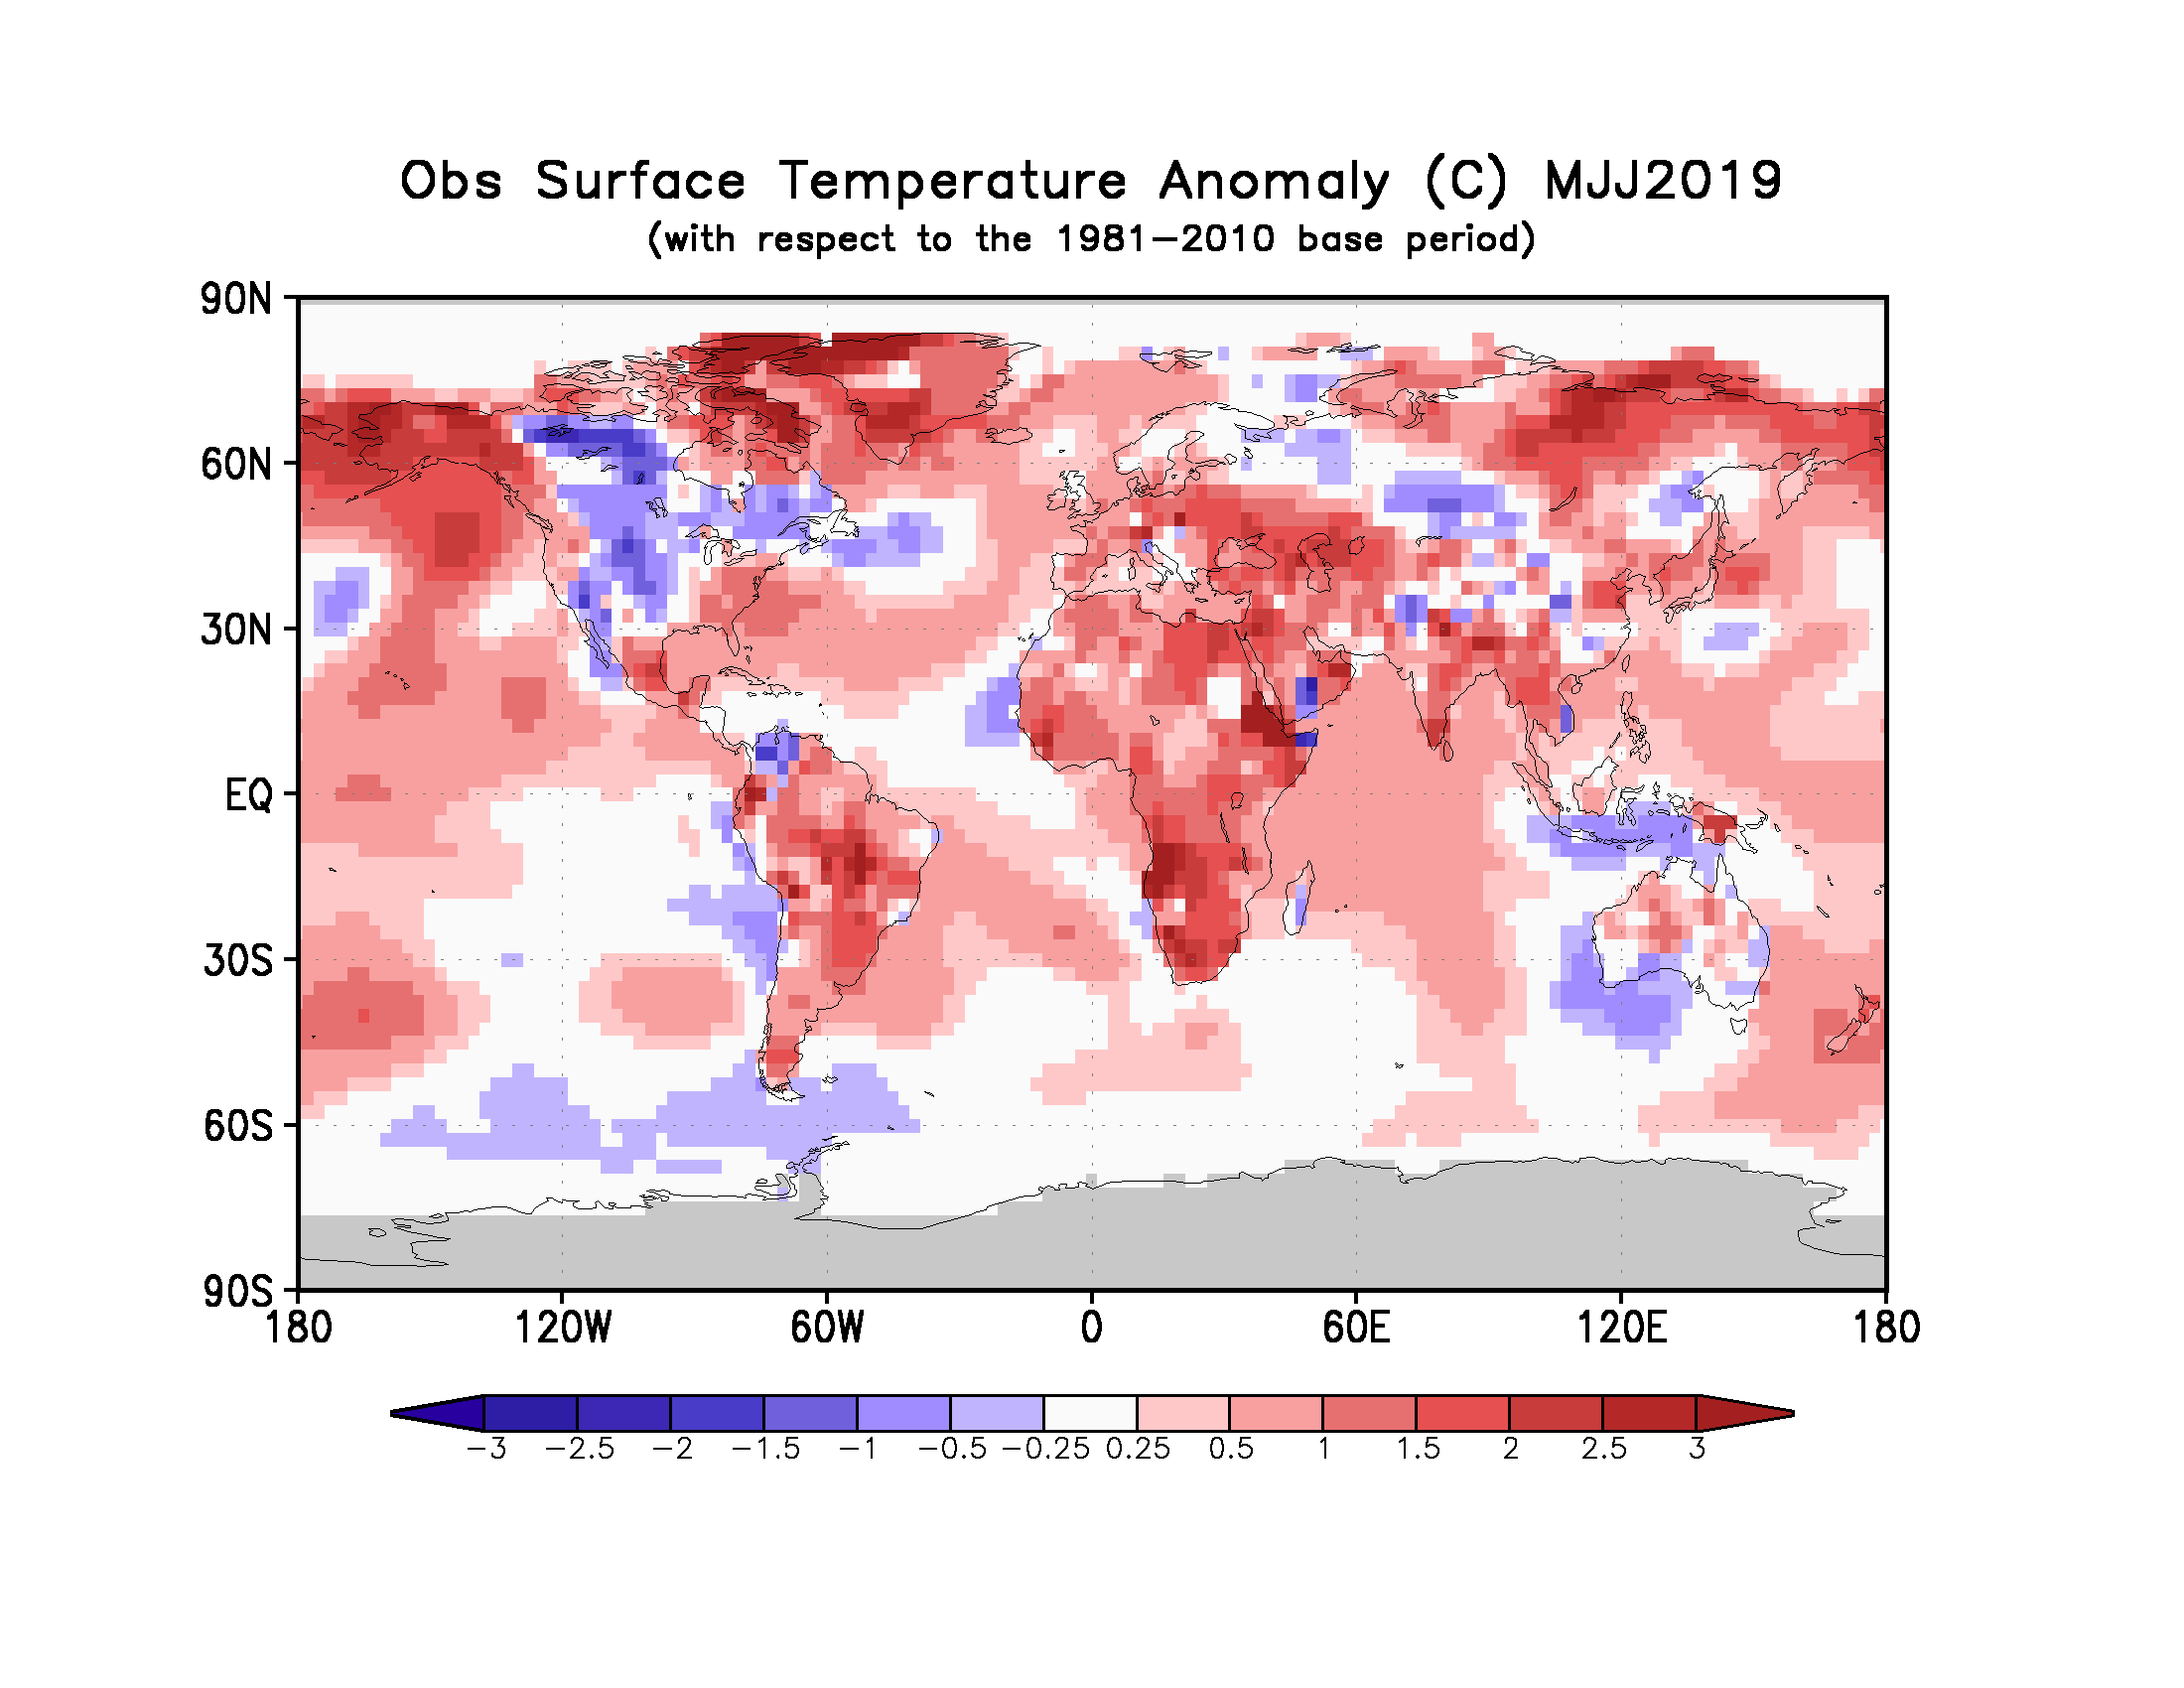 Obs Surface Temperature Anomaly (C) MJJ2019
(with respect to the 1981-2010 base period)
90N
60N
30N
EQ
30S
60S
90S
180 120W 60W 0 60E 120E 180
-3 -2.5 -2 -1.5 -1 -0.5 -0.25 0.25 0.5 1 1.5 2 2.5 3